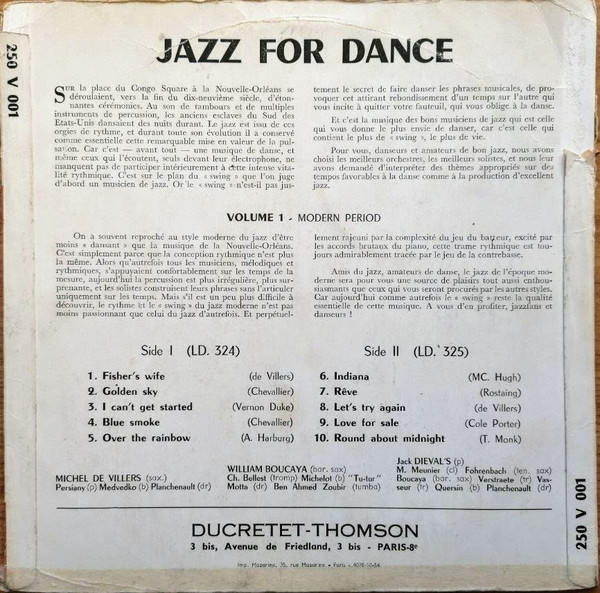 250 V 001
JAZZ FOR DANCE
Sur la place du Congo Square à la Nouvelle-Orléans se
déroulaient, vers la fin du dix-neuvième siècle, d'éton-
nantes cérémonies. Au son de tambours et de multiples
instruments de percussion, les anciens esclaves du Sud des
Etats-Unis dansaient des nuits durant. Le jazz est issu de ces
orgies de rythme, et durant toute son évolution il a conservé
comme essentielle cette remarquable mise en valeur de la pul-
sation. Car c'est — avant tout — une musique de danse, et
même ceux qui l'écoutent, seuls devant leur électrophone, ne
manquent pas de participer intérieurement à cette intense vita-
lité rythmique. C'est sur le plan du « swing » que l'on juge
d'abord un musicien de jazz. Or le « swing » n'est-il pas jus-
tement le secret de faire danser les phrases musicales, de pro-
voquer cet attirant rebondissement d'un temps sur l'autre qui
vous incite à quitter votre fauteuil, qui vous oblige à la danse.
Et c'est la musique des bons musiciens de jazz qui est celle
qui vous donne le plus envie de danser, car c'est celle qui
contient le plus de « swing », le plus de vie.
Pour vous, danseurs et amateurs de bon jazz, nous avons
choisi les meilleurs orchestres, les meilleurs solistes, et nous leur
avons demandé d'interpréter des thèmes appropriés sur des
tempos favorables à la danse comme à la production d'excellent
jazz.
VOLUME 1 - MODERN PERIOD
On a souvent reproché au style moderne du jazz d'être
moins « dansant » que la musique de la Nouvelle-Orléans.
C'est simplement parce que la conception rythmique n'est plus
la même. Alors qu'autrefois tous les musiciens, mélodiques et
rythmiques, s'appuyaient confortablement sur les temps de la
mesure, aujourd'hui la percussion est plus irrégulière, plus sur-
prenante, et les solistes construisent leurs phrases sans s'articuler
uniquement sur les temps. Mais s'il est un peu plus difficile à
découvrir, le rythme et le « swing » du jazz moderne n'est pas
moins passionnant que celui du jazz d'autrefois. Et perpétuel-
lement rajeuni par la complexité du jeu du batteur, excité par
les accords brutaux du piano, cette trame rythmique est tou-
jours admirablement tracée par le jeu de la contrebasse.
Amis du jazz, amateurs de danse, le jazz de l'époque mo-
derne sera pour vous une source de plaisirs tout aussi enthou-
siasmants que ceux qui vous seront procurés par les autres styles.
Car aujourd'hui comme autrefois le « swing » reste la qualité
essentielle de cette musique. A vous d'en profiter, jazzfans et
danseurs !
Side I (LD. 324)
1. Fisher's wife (de Villers)
2. Golden sky (Chevallier)
3. I can't get started (Vernon Duke)
4. Blue smoke (Chevallier)
5. Over the rainbow (A. Harburg)
Side II (LD. 325)
6. Indiana (MC. Hugh)
7. Rêve (Rostaing)
8. Let's try again (de Villers)
9. Love for sale (Cole Porter)
10. Round about midnight (T. Monk)
MICHEL DE VILLERS (sax.)
Persiany (p) Medvedko (b) Planchenault (dr)
WILLIAM BOUCAYA (bar. sax)
Ch. Bellest (tromp) Michelot (b) "Tu-tur"
Motta (dr) Ben Ahmed Zoubir (tumba)
Jack DIEVAL'S (p)
M. Meunier (cl) Fohrenbach (ten. sax)
Boucaya (bar. sax) Verstraete (tr) Vas-
seur (tr) Quersin (b) Planchenault (dr)
DUCRETET-THOMSON
3 bis, Avenue de Friedland, 3 bis - PARIS-8e
Imp. Mazarine, 35, rue Mazarine • Paris
250 V 001